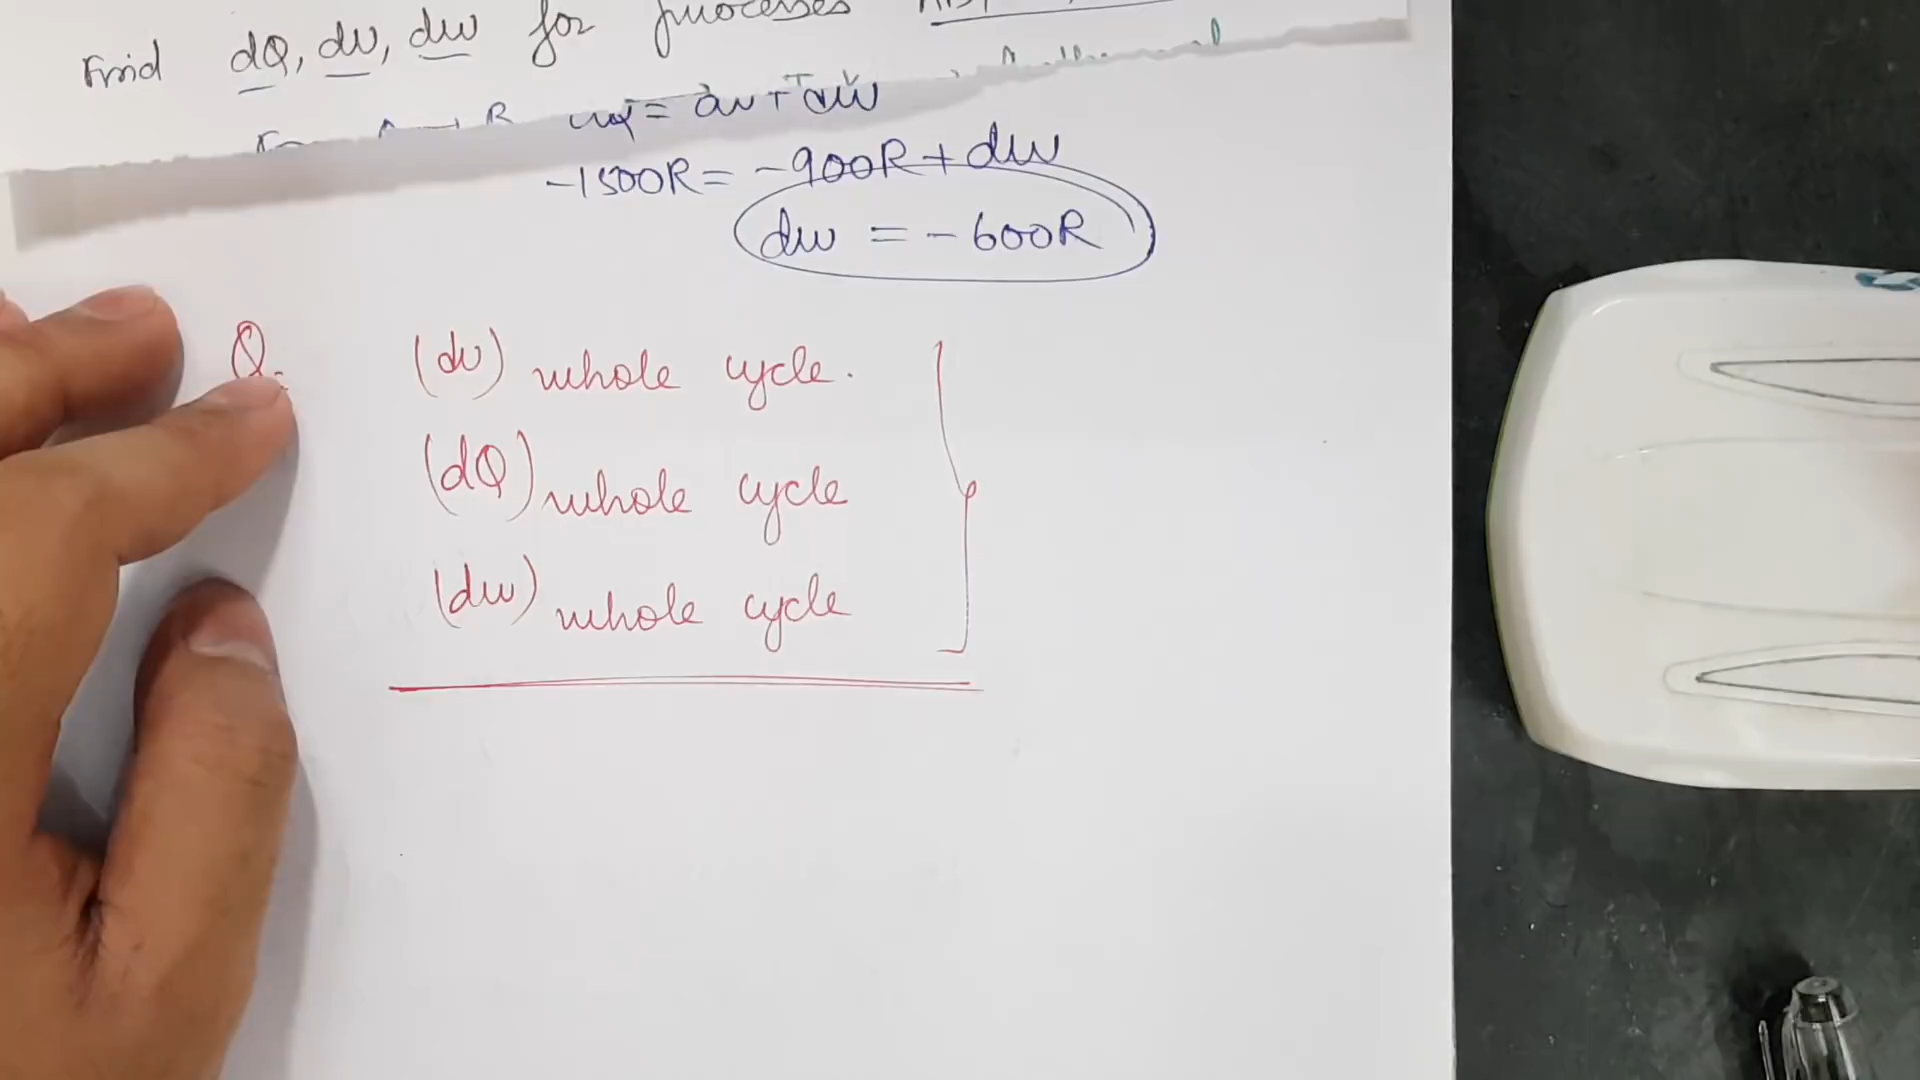 Find dQ, dU, dW for processes
dQ = dU + dW
-1500R = -900R + dW
dW = -600R
Q. (dU) whole cycle.
(dQ) whole cycle
(dW) whole cycle